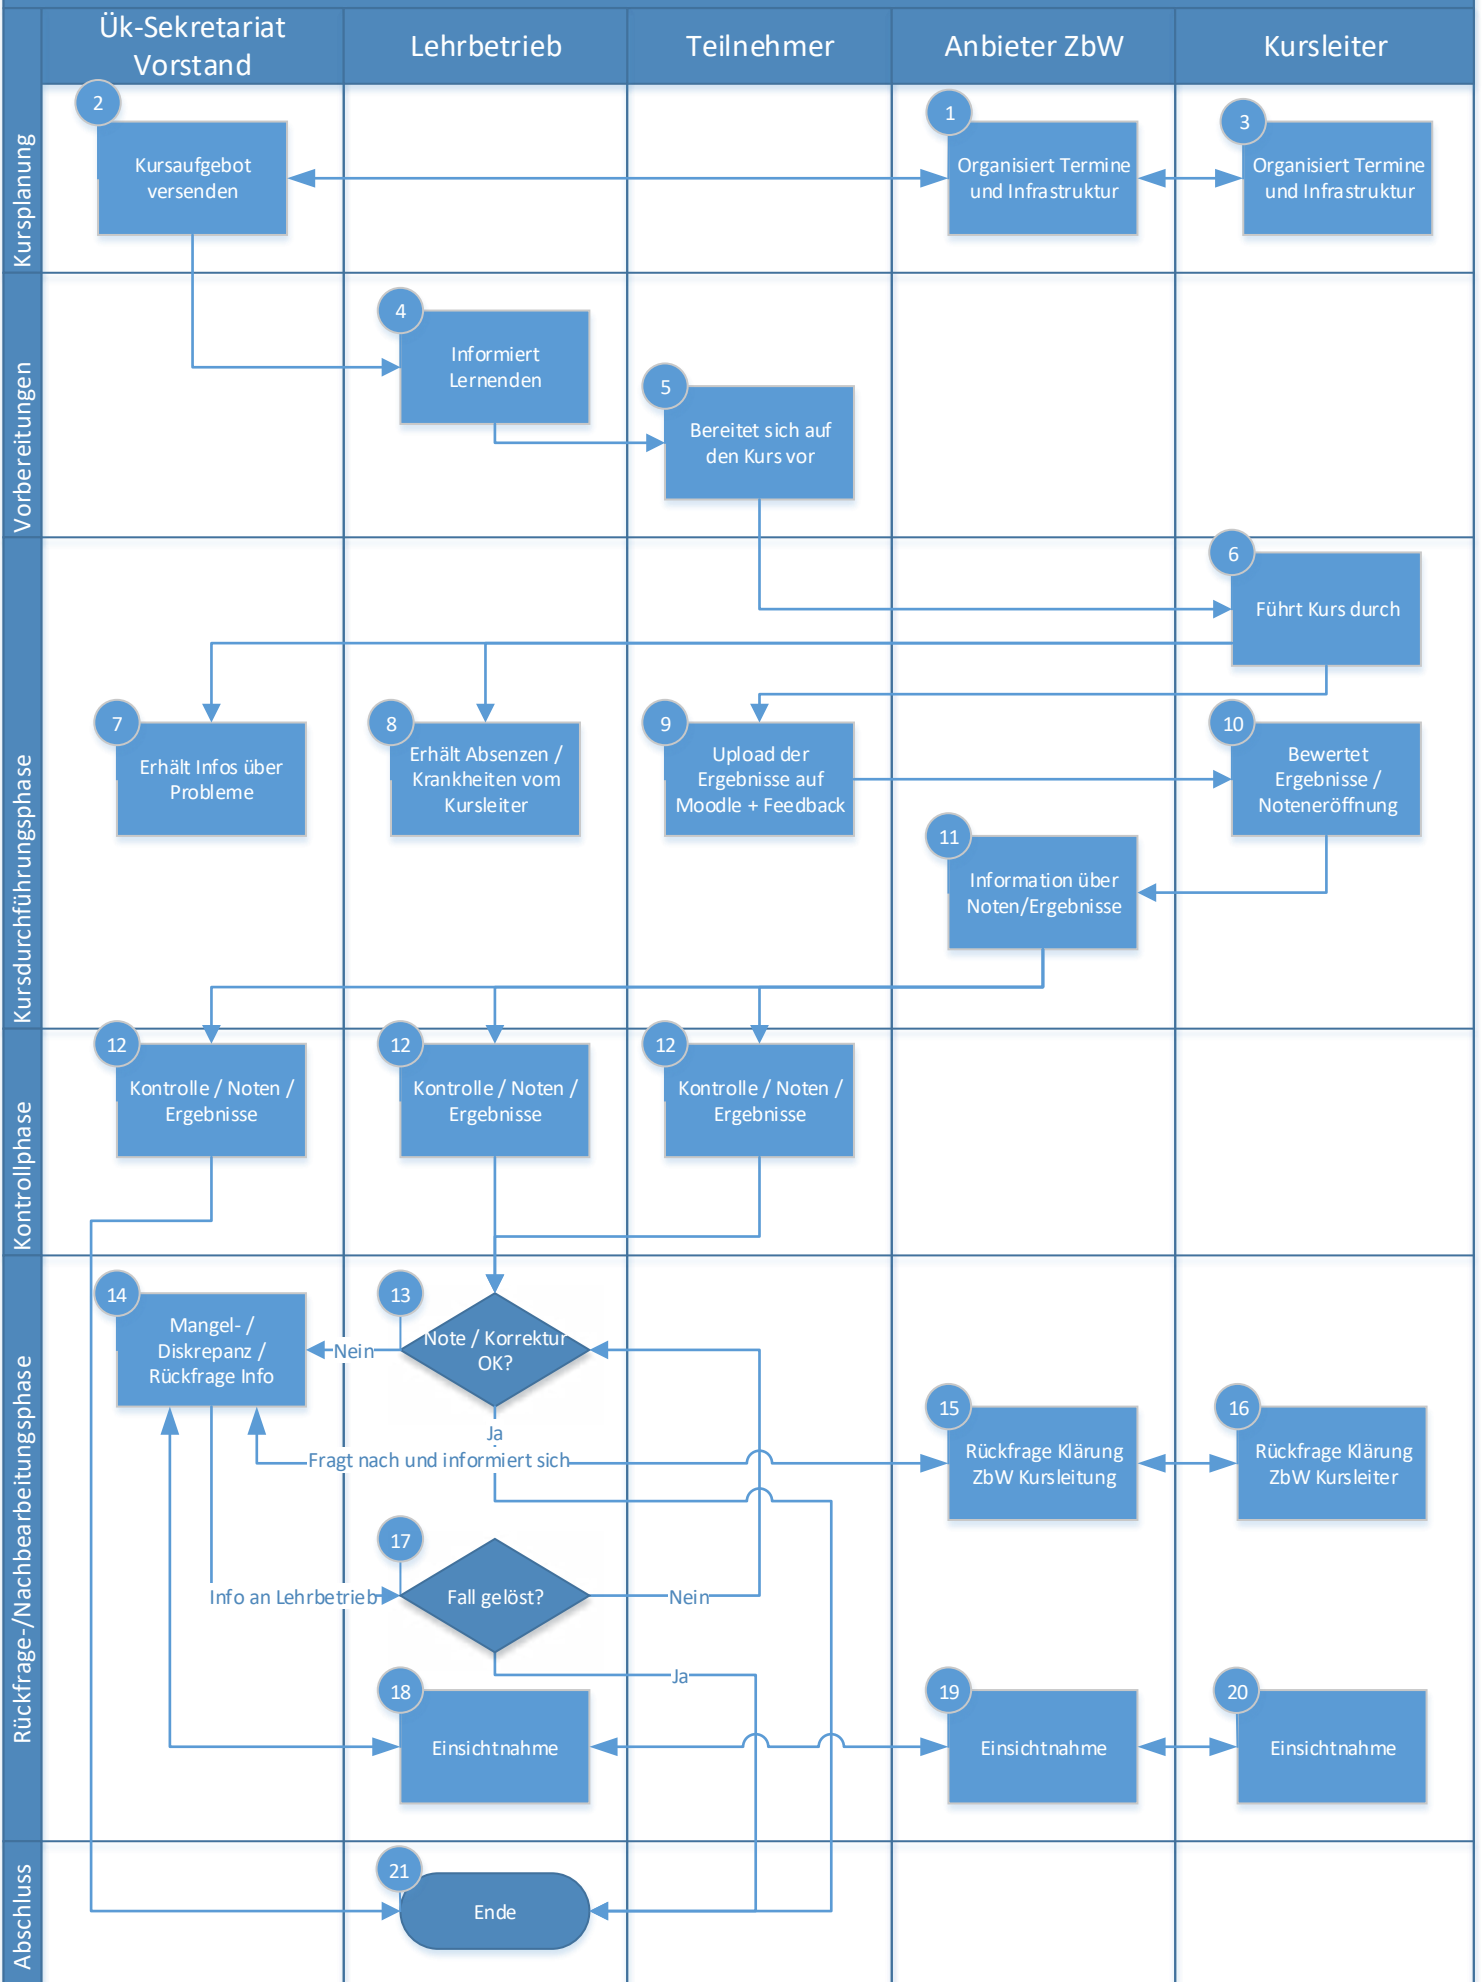 Ük-Sekretariat
Vorstand
Lehrbetrieb
Teilnehmer
Anbieter ZbW
Kursleiter
Kursplanung
2
Kursaufgebot
versenden
1
Organisiert Termine
und Infrastruktur
3
Organisiert Termine
und Infrastruktur
Vorbereitungen
4
Informiert
Lernenden
5
Bereitet sich auf
den Kurs vor
Kursdurchführungsphase
6
Führt Kurs durch
7
Erhält Infos über
Probleme
8
Erhält Absenzen /
Krankheiten vom
Kursleiter
9
Upload der
Ergebnisse auf
Moodle + Feedback
10
Bewertet
Ergebnisse /
Noteneröffnung
11
Information über
Noten/Ergebnisse
Kontrollphase
12
Kontrolle / Noten /
Ergebnisse
12
Kontrolle / Noten /
Ergebnisse
12
Kontrolle / Noten /
Ergebnisse
Rückfrage-/Nachbearbeitungsphase
14
Mangel- /
Diskrepanz /
Rückfrage Info
Nein
13
Note / Korrektur
OK?
Ja
Fragt nach und informiert sich
15
Rückfrage Klärung
ZbW Kursleitung
16
Rückfrage Klärung
ZbW Kursleiter
Info an Lehrbetrieb
17
Fall gelöst?
Nein
Ja
18
Einsichtnahme
19
Einsichtnahme
20
Einsichtnahme
Abschluss
21
Ende